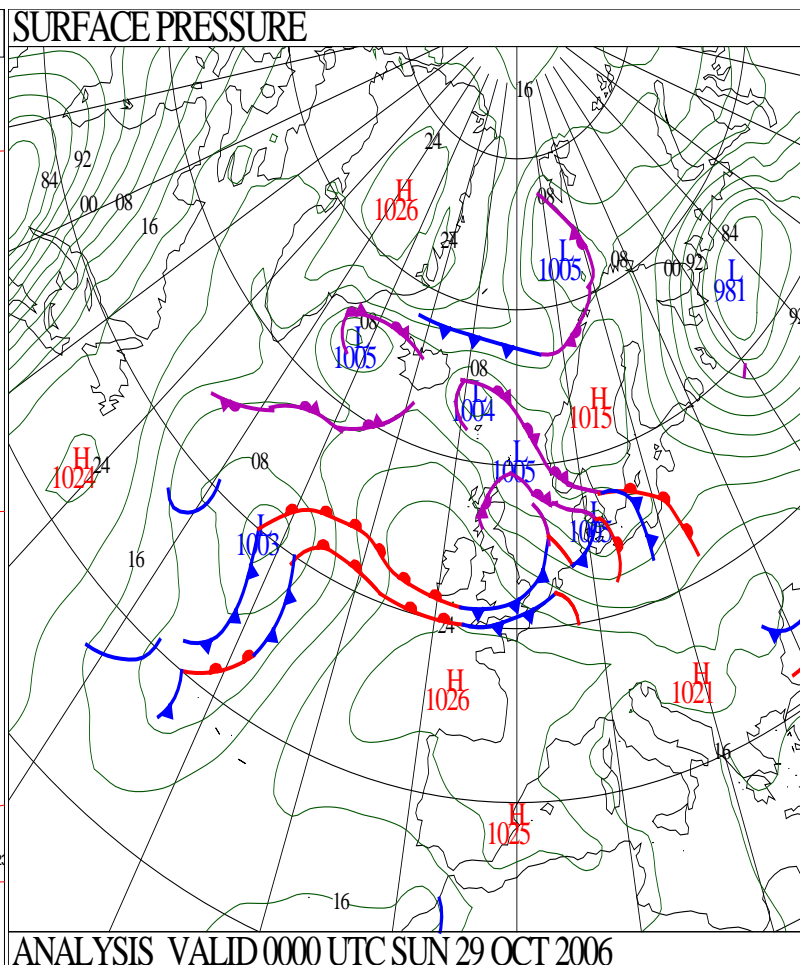 SURFACE PRESSURE
16
24
92
84
00 08
16
H
1026
24
08
L
1005
08
00 92
84
L
981
08
L
1005
08
L
1004
H
1015
L
1005
H
1024
24
08
L
1003
L
16
24
H
1026
H
1021
16
H
1025
16
ANALYSIS VALID 0000 UTC SUN 29 OCT 2006